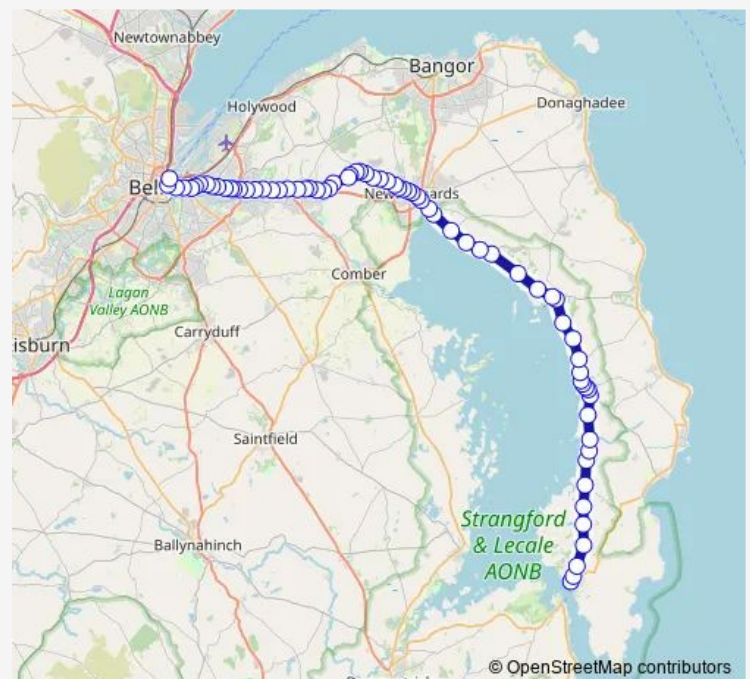 Newtownabbey
Bangor
Holywood
Donaghadee
Bel
New
ards
Comber
Lagan
Valley AONB
Carryduff
isburn
Saintfield
Strangford
& Lecale
AONB
Ballynahinch
© OpenStreetMap contributors